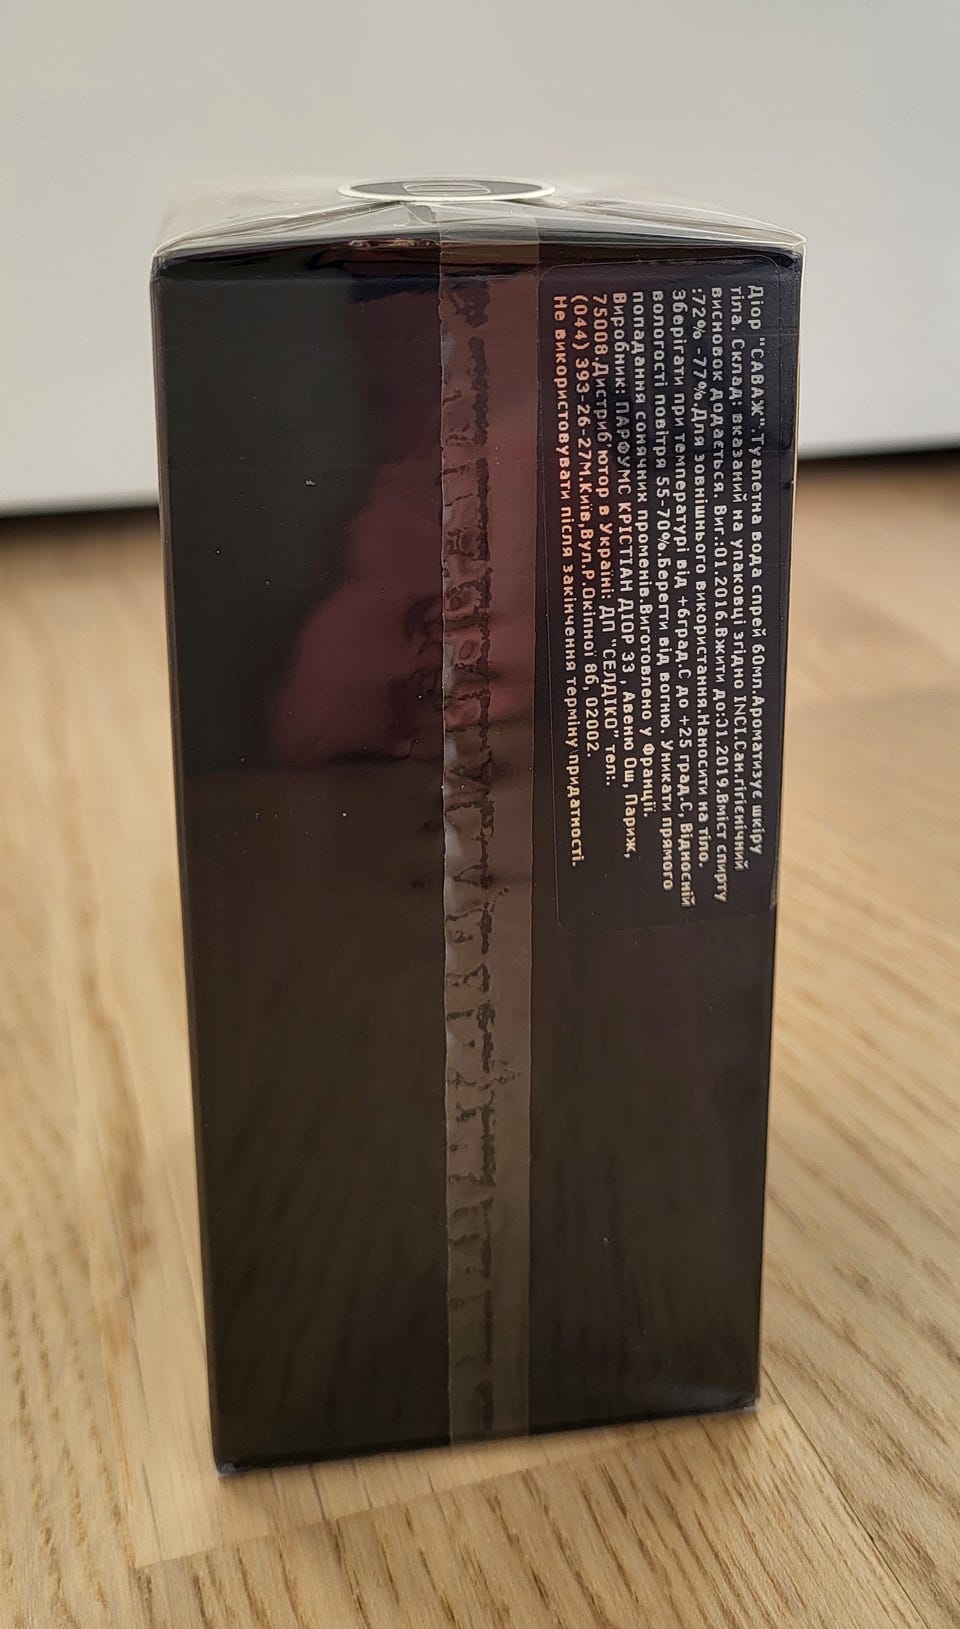 Діор "САВАЖ".Туалетна вода спрей 60мл.Ароматизує шкіру
тіла. Склад: вказаний на упаковці згідно INCI.Сан.гігієнічний
висновок додається. Виг.:01.2016.Вжити до:31.2019.Вміст спирту
:72% -77%.Для зовнішнього використання.Наносити на тіло.
Зберігати при температурі від +6град.С до +25 град.С, Відносній
вологості повітря 55-70%.Берегти від вогню. Уникати прямого
попадання сонячних променів.Виготовлено у Франції.
Виробник: ПАРФУМС КРІСТІАН ДІОР 33 , Авеню Ош, Париж,
75008.Дистриб'ютор в Україні: ДП "СЕЛДІКО" тел:.
(044) 393-26-27М.Київ,Вул.Р.Окіпної 8б, 02002.
Не використовувати після закінчення терміну придатності.